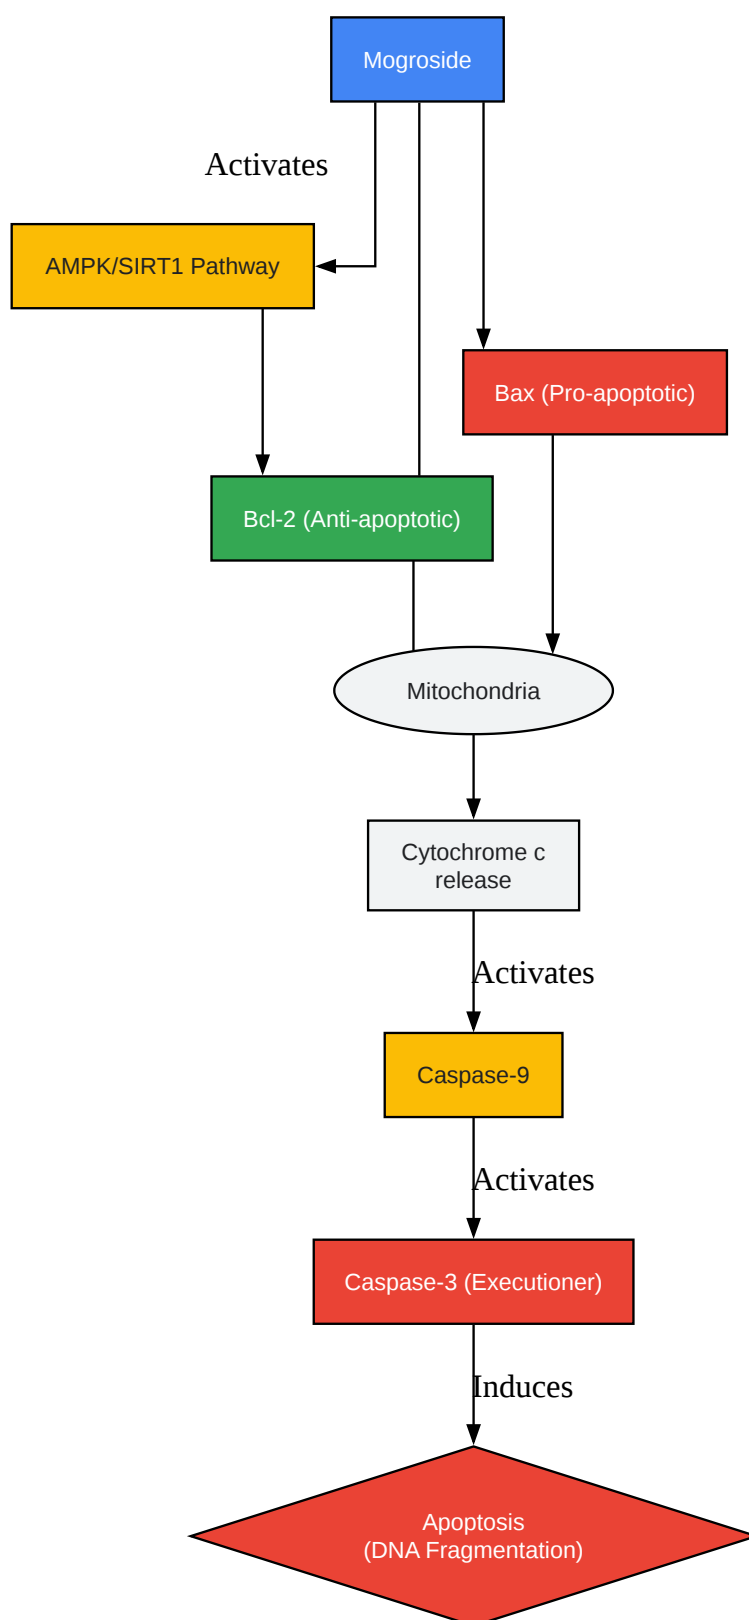 Mogroside
Activates
AMPK/SIRT1 Pathway
Bax (Pro-apoptotic)
Bcl-2 (Anti-apoptotic)
Mitochondria
Cytochrome c
release
Activates
Caspase-9
Activates
Caspase-3 (Executioner)
Induces
Apoptosis
(DNA Fragmentation)